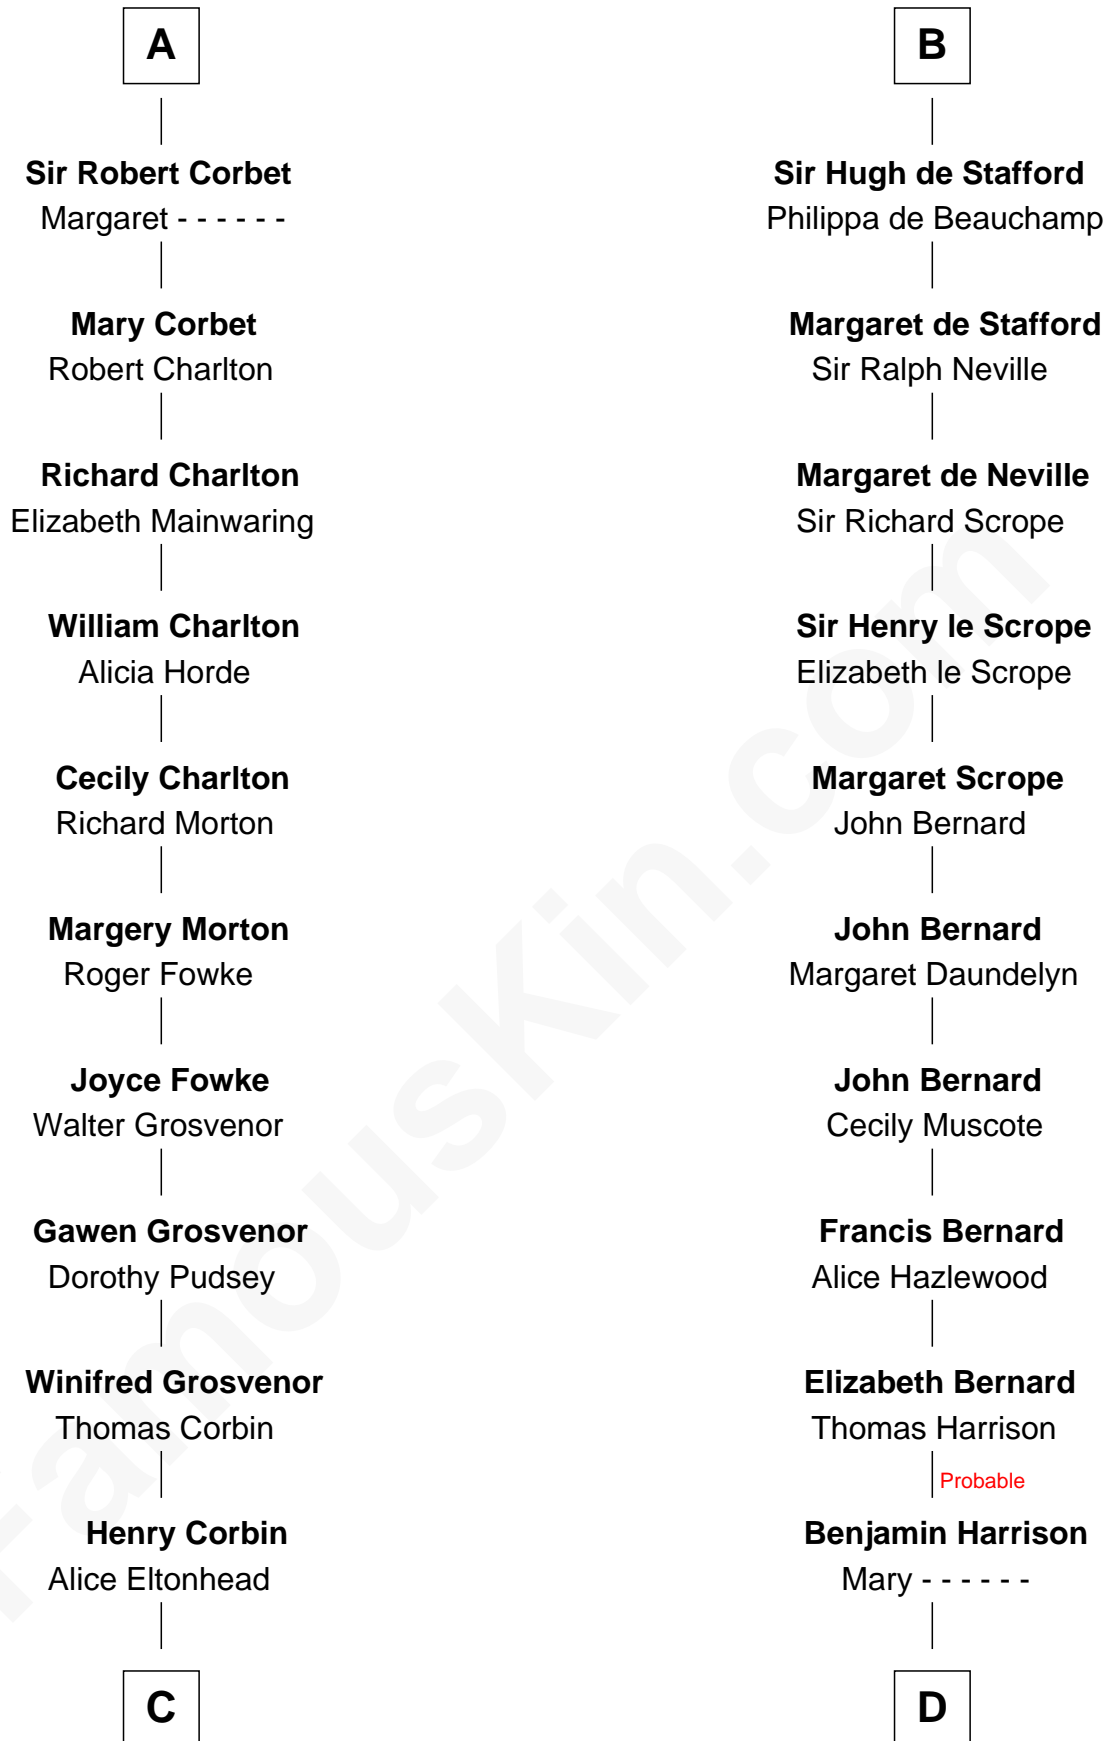 A
Sir Robert Corbet
Margaret - - - - - -
Mary Corbet
Robert Charlton
Richard Charlton
Elizabeth Mainwaring
William Charlton
Alicia Horde
Cecily Charlton
Richard Morton
Margery Morton
Roger Fowke
Joyce Fowke
Walter Grosvenor
Gawen Grosvenor
Dorothy Pudsey
Winifred Grosvenor
Thomas Corbin
Henry Corbin
Alice Eltonhead
C
B
Sir Hugh de Stafford
Philippa de Beauchamp
Margaret de Stafford
Sir Ralph Neville
Margaret de Neville
Sir Richard Scrope
Sir Henry le Scrope
Elizabeth le Scrope
Margaret Scrope
John Bernard
John Bernard
Margaret Daundelyn
John Bernard
Cecily Muscote
Francis Bernard
Alice Hazlewood
Elizabeth Bernard
Thomas Harrison
Probable
Benjamin Harrison
Mary - - - - - -
D
FamousKin.com